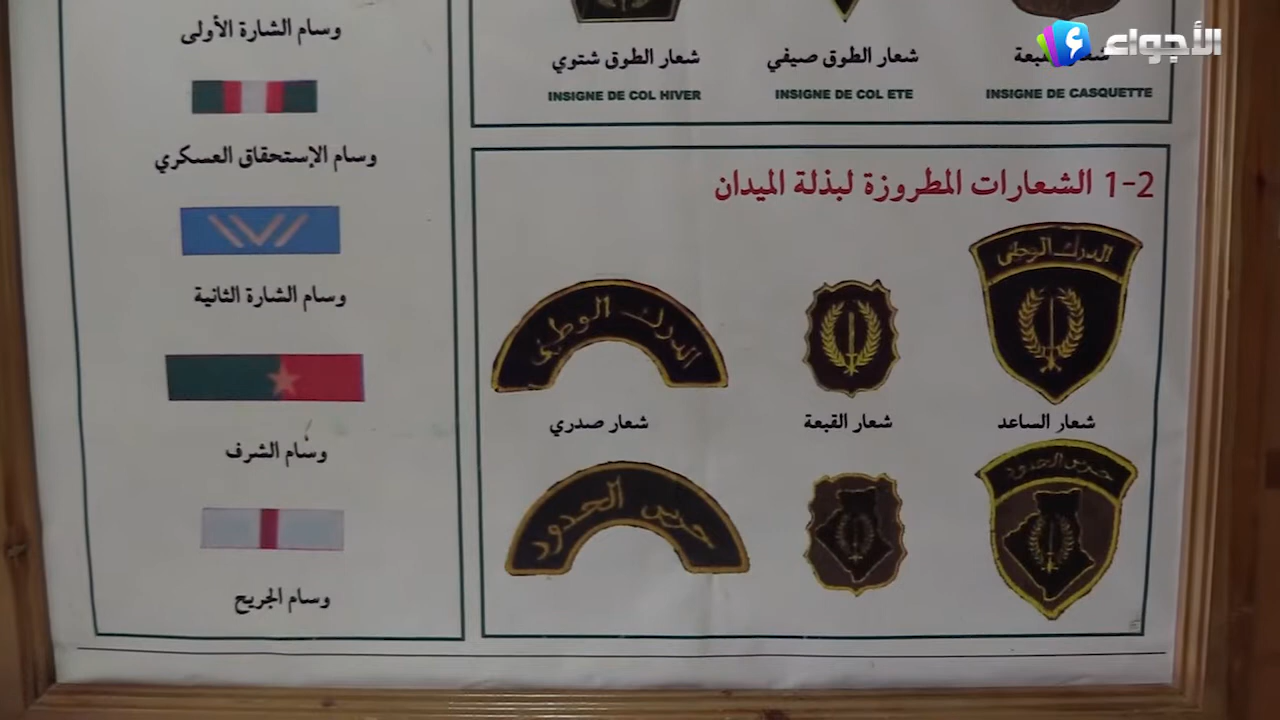 الأجواء
شعار القبعة
شعار الطوق صيفي
شعار الطوق شتوي
INSIGNE DE COL HIVER
INSIGNE DE COL ETE
INSIGNE DE CASQUETTE
1-2 الشعارات المطروزة لبذلة الميدان
الدرك الوطني
الدرك الوطني
شعار الساعد
شعار القبعة
شعار صدري
حرس الحدود
حرس الحدود
وسام الشارة الأولى
وسام الإستحقاق العسكري
وسام الشارة الثانية
وسام الشرف
وسام الجريح